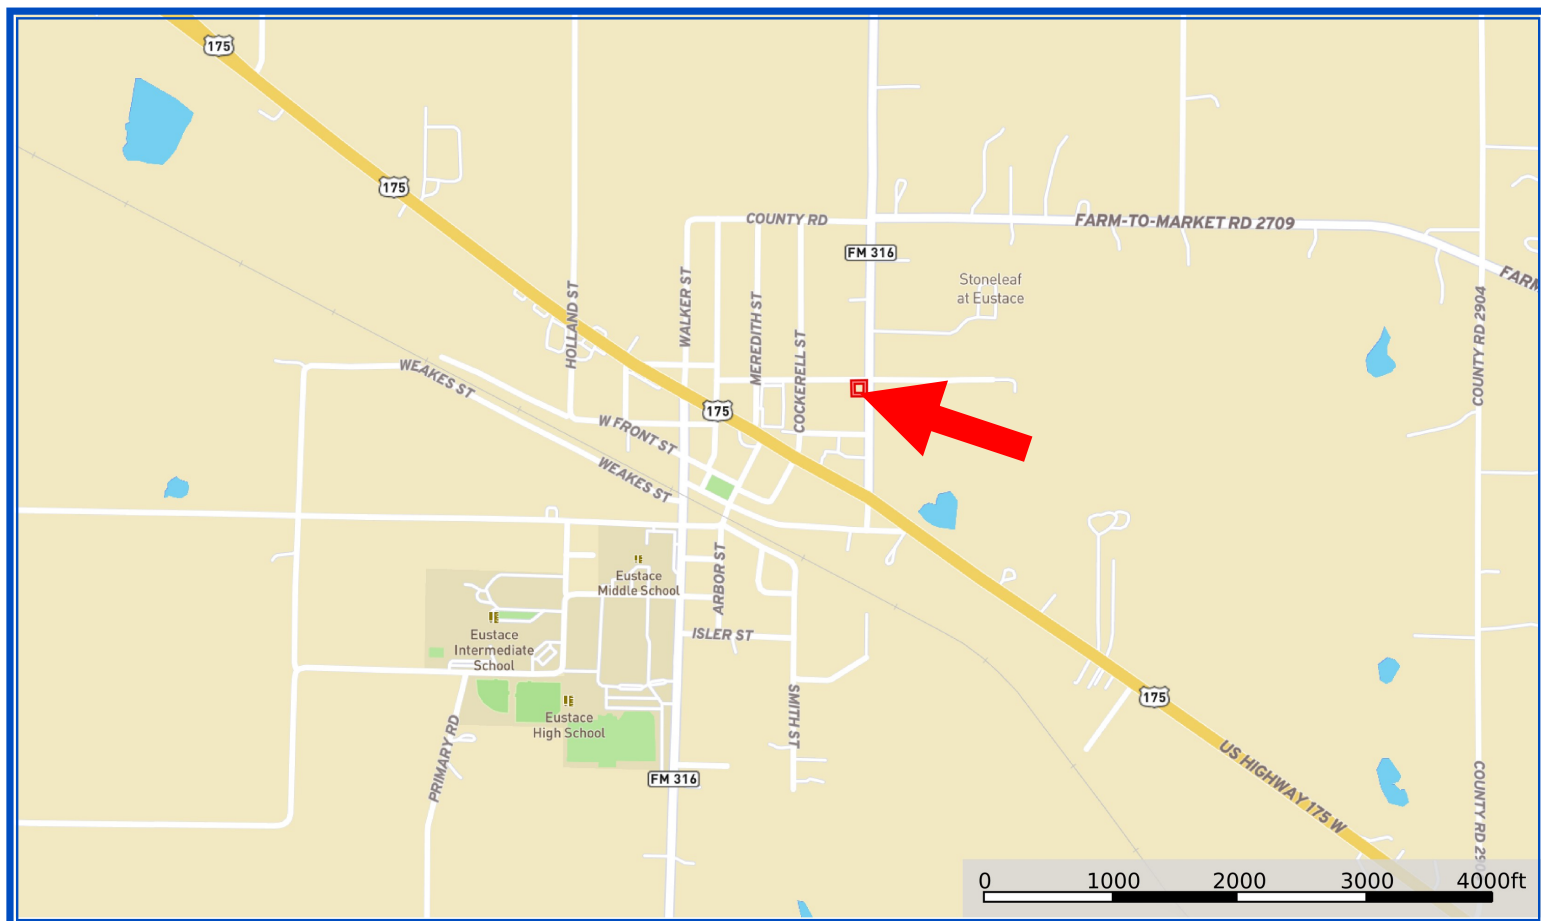 175
175
COUNTY RD
FARM-TO-MARKET RD 2709
FM 316
FARM
Stoneleaf
at Eustace
HOLLAND ST
WALKER ST
MEREDITH ST
COCKERELL ST
COUNTY RD 2904
WEAKES ST
175
W FRONT ST
WEAKES ST
Eustace
Middle School
ARBOR ST
Eustace
Intermediate
School
ISLER ST
SMITH ST
175
Eustace
High School
PRIMARY RD
FM 316
US HIGHWAY 175 W
COUNTY RD 290
0 1000 2000 3000 4000ft